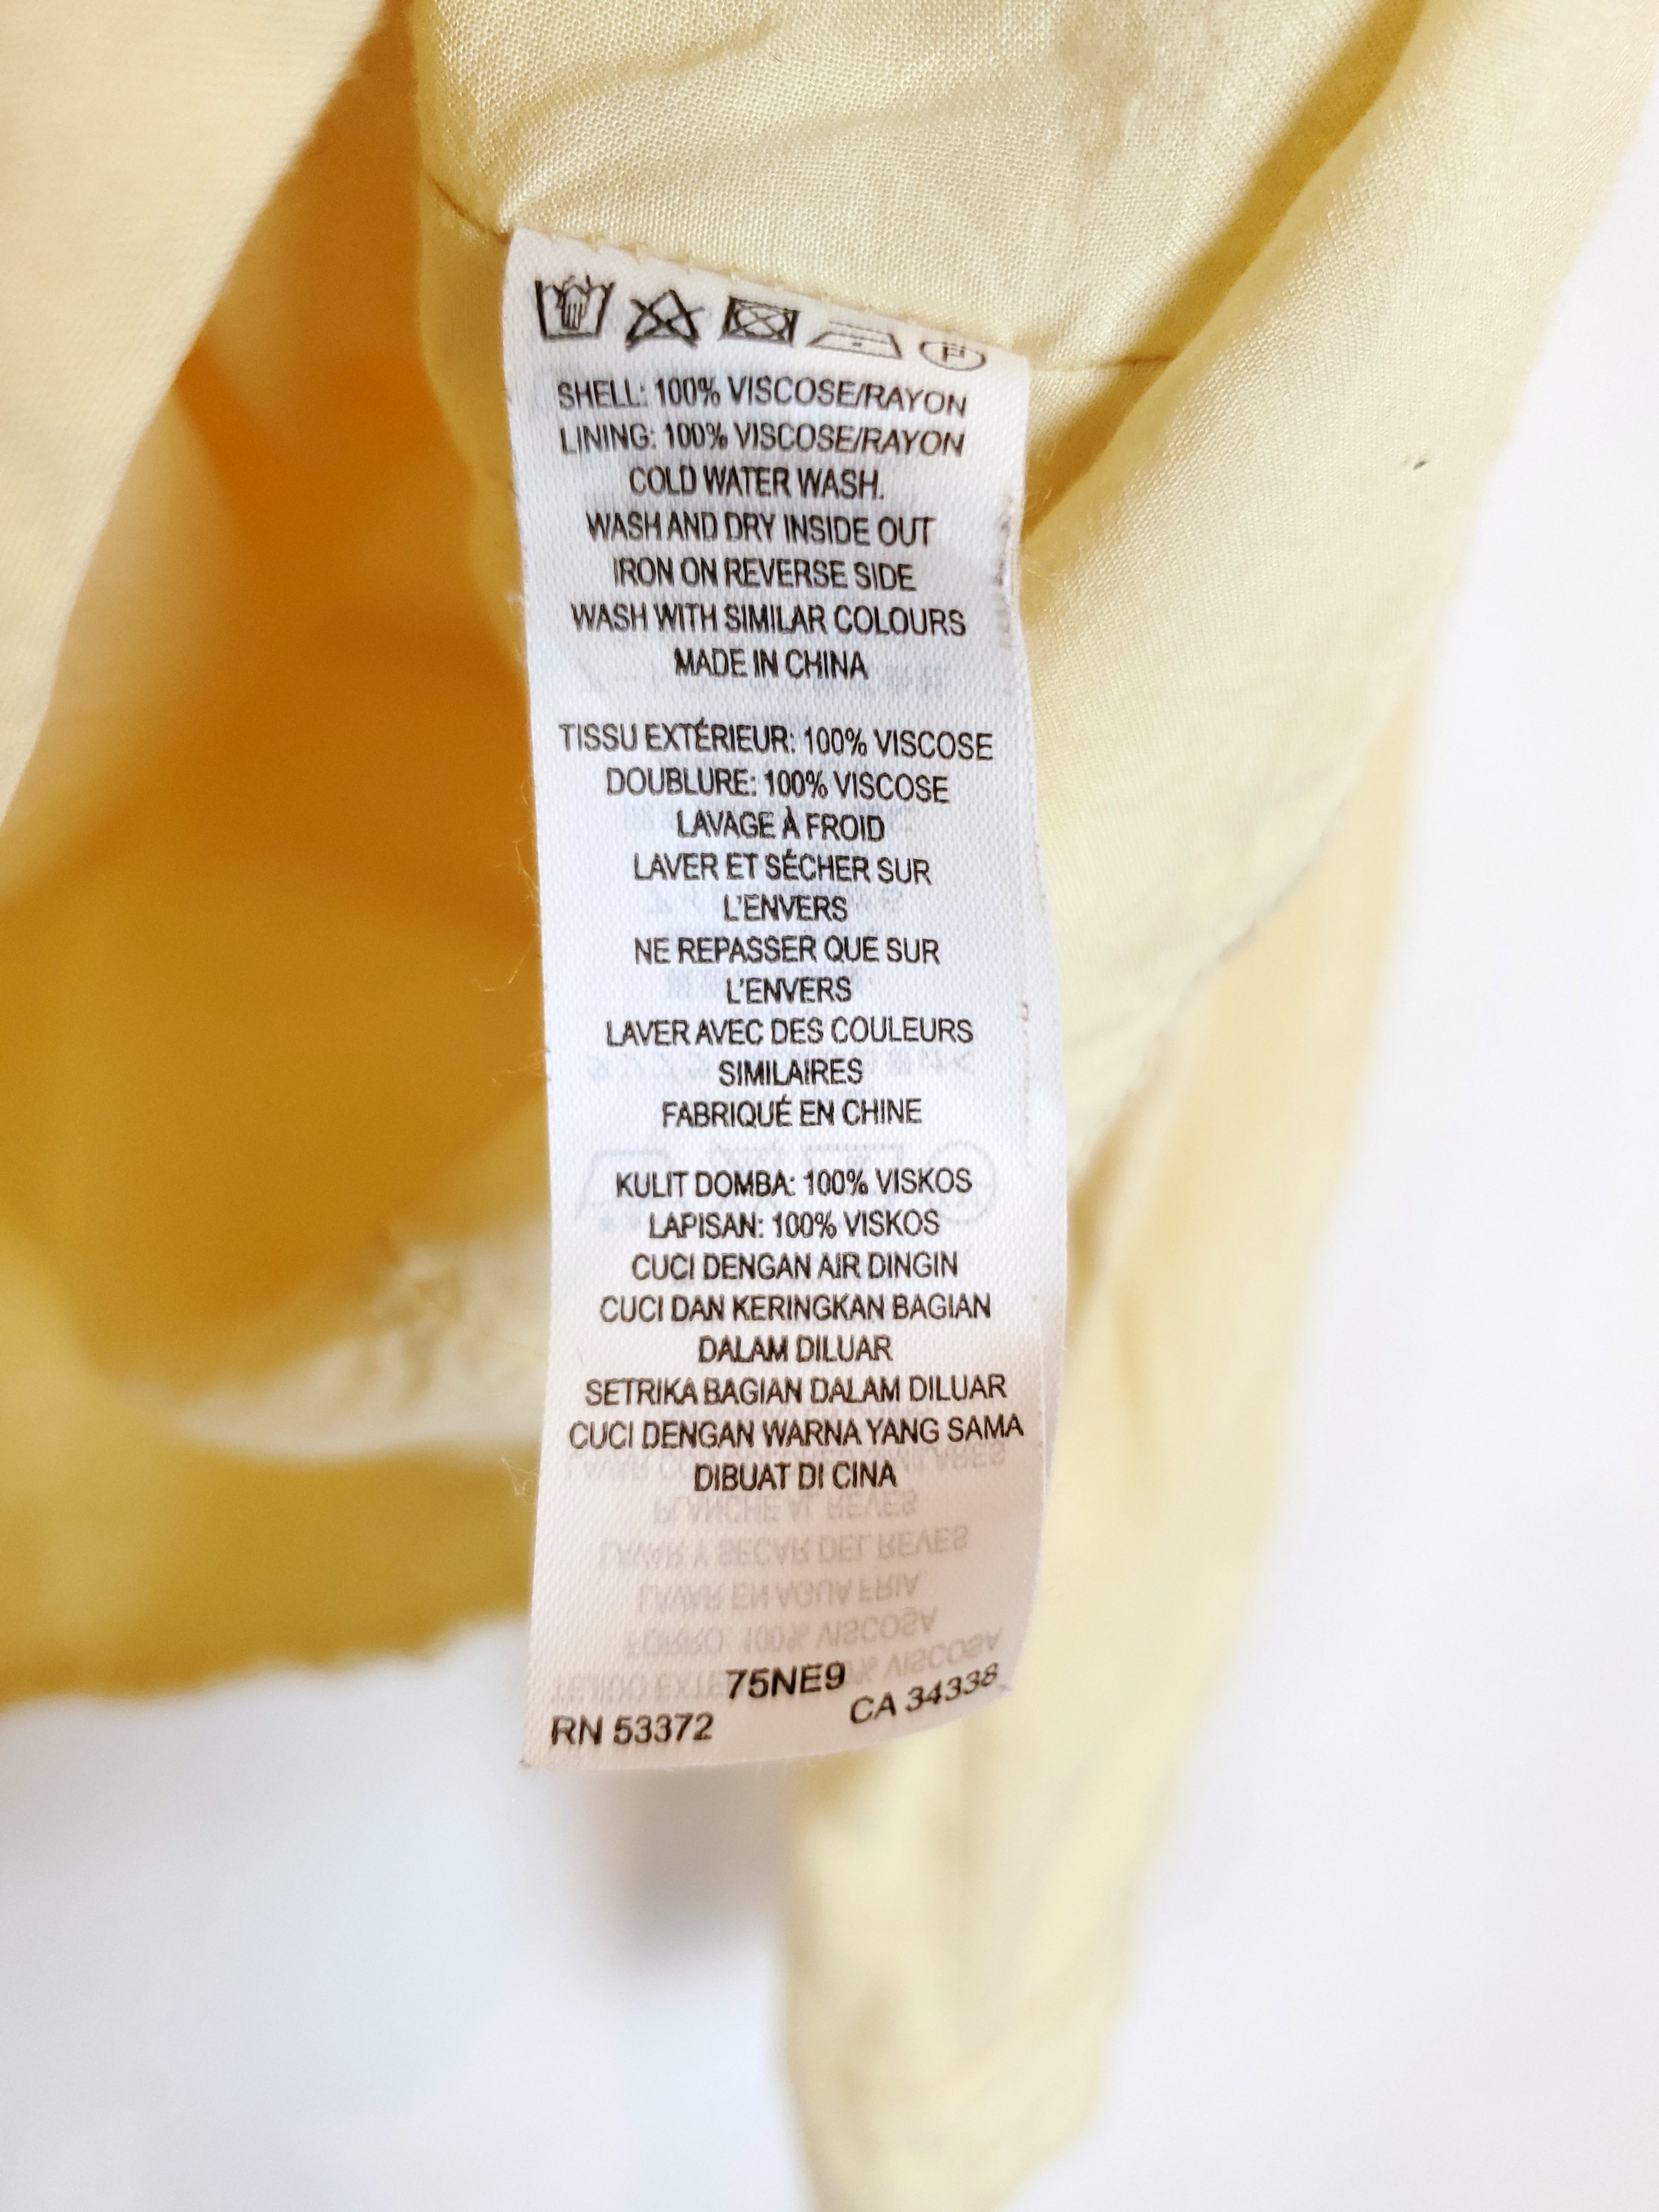 SHELL: 100% VISCOSE/RAYON
LINING: 100% VISCOSE/RAYON
COLD WATER WASH.
WASH AND DRY INSIDE OUT
IRON ON REVERSE SIDE
WASH WITH SIMILAR COLOURS
MADE IN CHINA
TISSU EXTÉRIEUR: 100% VISCOSE
DOUBLURE: 100% VISCOSE
LAVAGE À FROID
LAVER ET SÉCHER SUR
L'ENVERS
NE REPASSER QUE SUR
L'ENVERS
LAVER AVEC DES COULEURS
SIMILAIRES
FABRIQUÉ EN CHINE
KULIT DOMBA: 100% VISKOS
LAPISAN: 100% VISKOS
CUCI DENGAN AIR DINGIN
CUCI DAN KERINGKAN BAGIAN
DALAM DILUAR
SETRIKA BAGIAN DALAM DILUAR
CUCI DENGAN WARNA YANG SAMA
DIBUAT DI CINA
75NE9
RN 53372 CA 34338